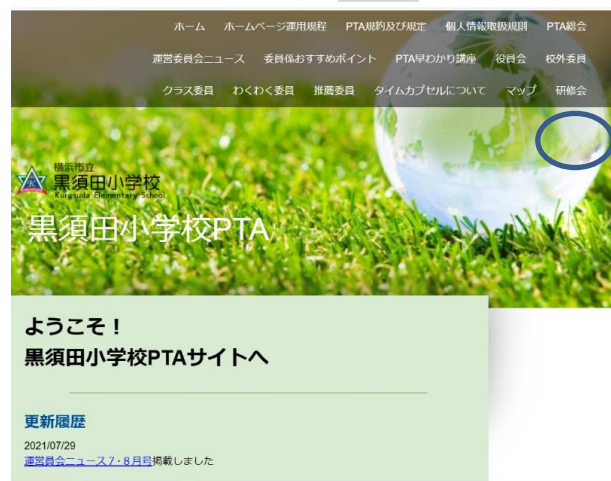 ホーム ホームページ運用規程 PTA規約及び規定 個人情報取扱規則 PTA総会
運営委員会ニュース 委員係おすすめポイント PTA早わかり講座 役員会 校外委員
クラス委員 わくわく委員 推薦委員 タイムカプセルについて マップ 研修会
横浜市立
黒須田小学校
Kurosuda Elementary School
黒須田小学校PTA
ようこそ！
黒須田小学校PTAサイトへ
更新履歴
2021/07/29
運営員会ニュース７・８月号掲載しました